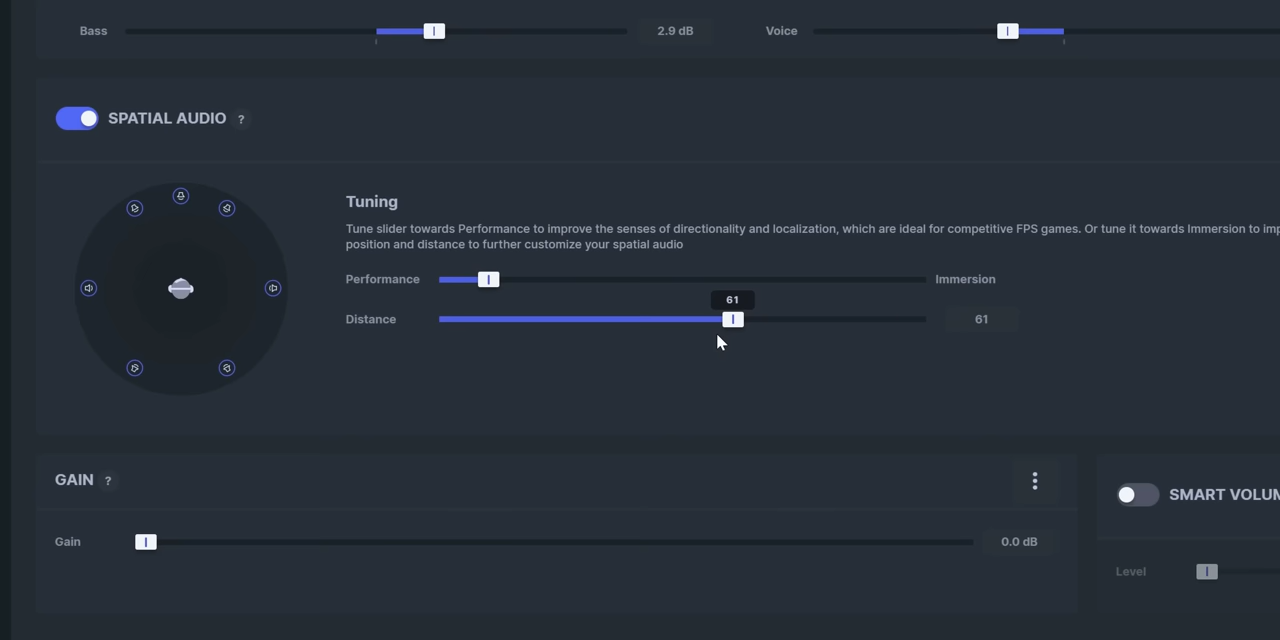 Bass 2.9 dB Voice
SPATIAL AUDIO ?
Tuning
Tune slider towards Performance to improve the senses of directionality and localization, which are ideal for competitive FPS games. Or tune it towards Immersion to
position and distance to further customize your spatial audio
Performance Immersion
61
Distance 61
GAIN ?
SMART
Gain 0.0 dB
Level